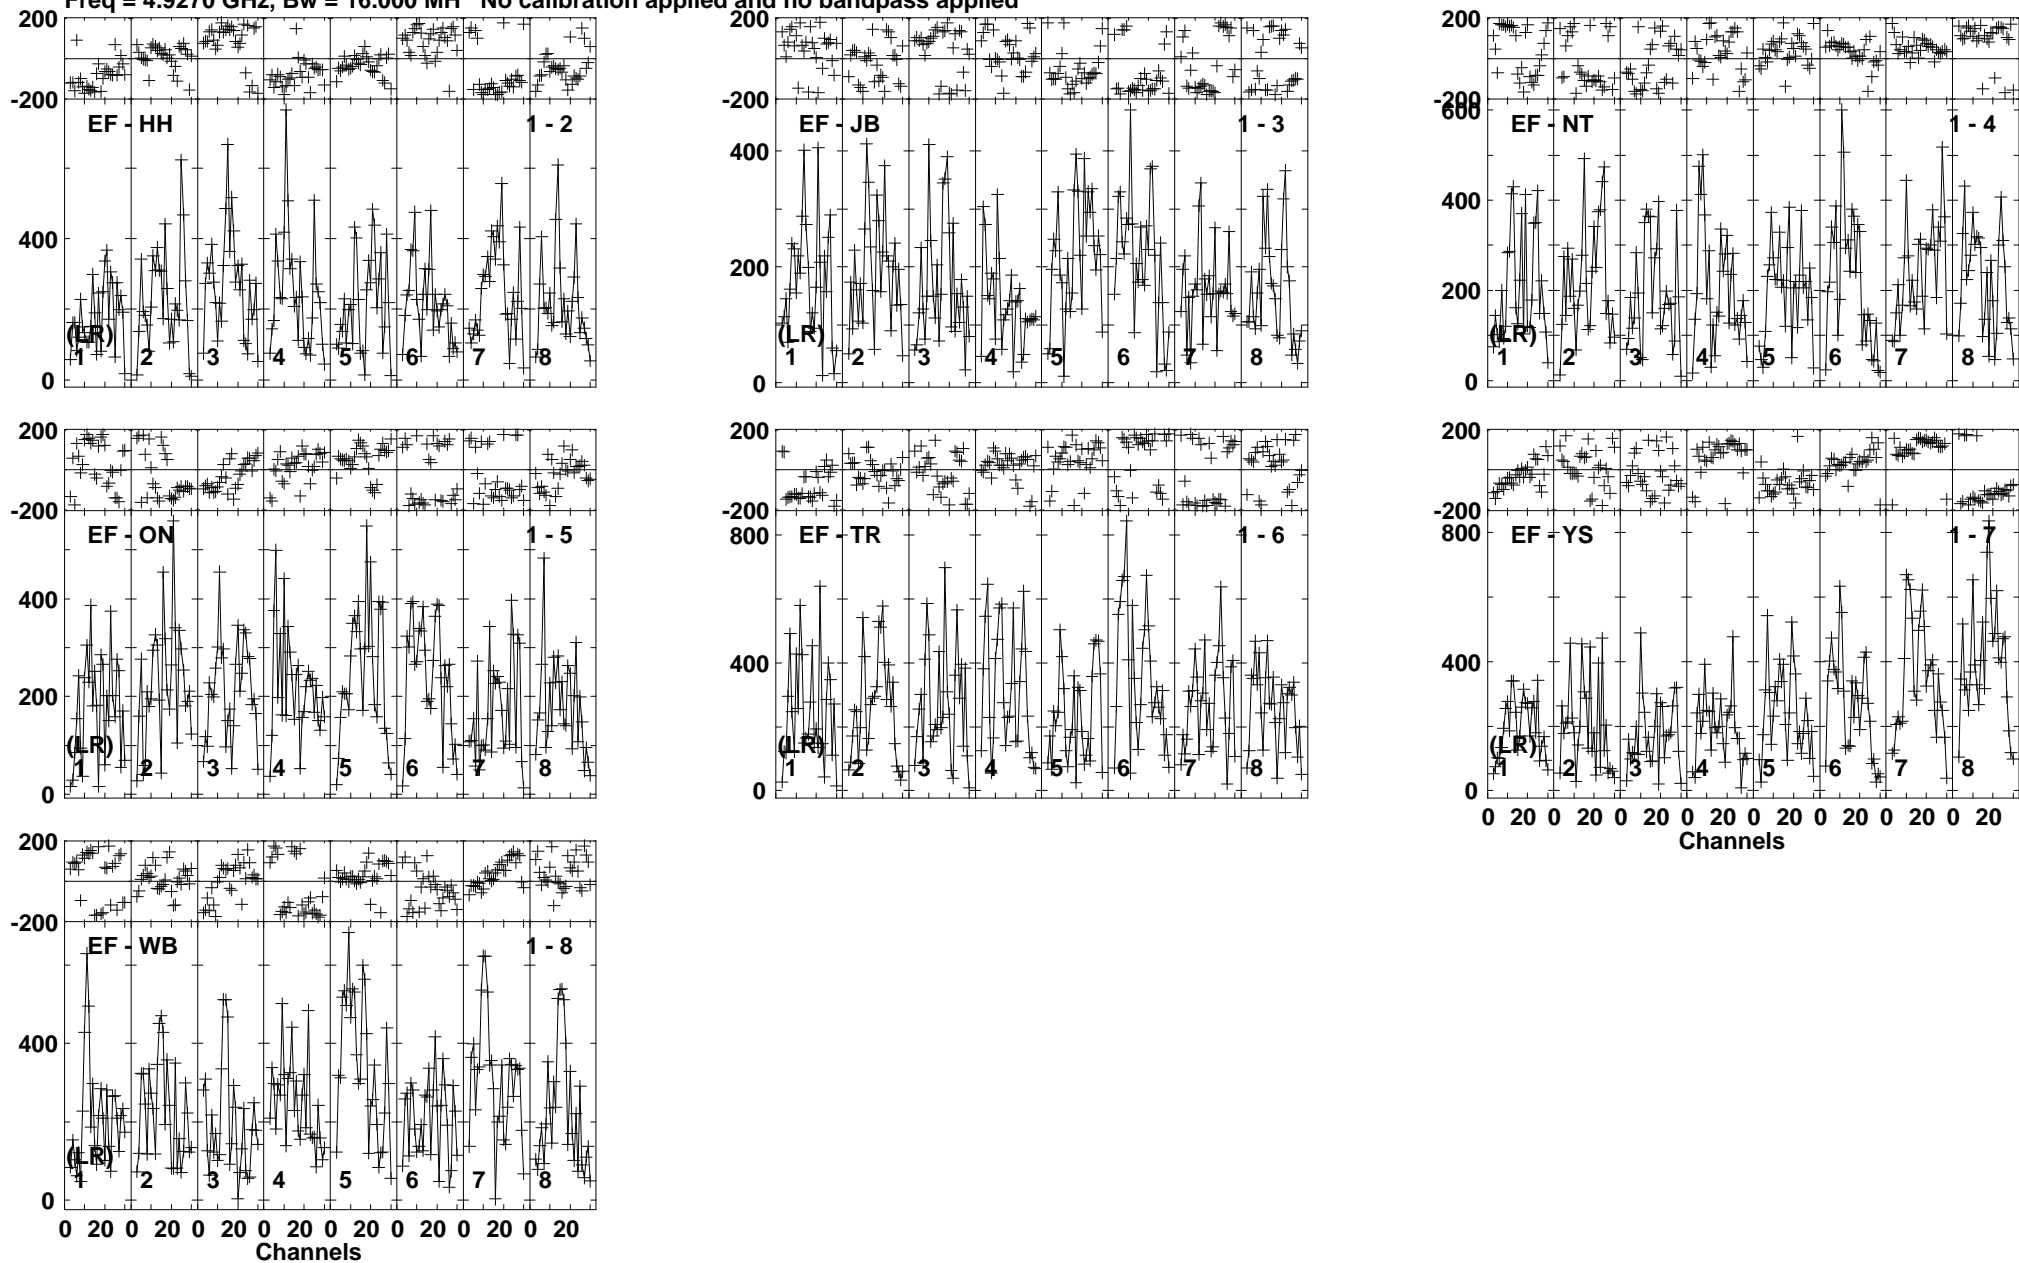 Freq = 4.9270 GHz, Bw = 16.000 MH No calibration applied and no bandpass applied
200
-200
EF - HH 1 - 2
400
(LR)
1 2 3 4 5 6 7 8
0
200
-200
EF - JB 1 - 3
400
200
(LR)
1 2 3 4 5 6 7 8
0
200
-200
600
EF - NT 1 - 4
400
200
(LR)
1 2 3 4 5 6 7 8
0
200
-200
EF - ON 1 - 5
400
200
(LR)
1 2 3 4 5 6 7 8
0
200
-200
EF - TR 1 - 6
800
400
(LR)
1 2 3 4 5 6 7 8
0
200
-200
EF - YS 1 - 7
800
400
(LR)
1 2 3 4 5 6 7 8
0
0 20 0 20 0 20 0 20 0 20 0 20 0 20 0 20
Channels
200
-200
EF - WB 1 - 8
400
(LR)
1 2 3 4 5 6 7 8
0
0 20 0 20 0 20 0 20 0 20 0 20 0 20 0 20
Channels